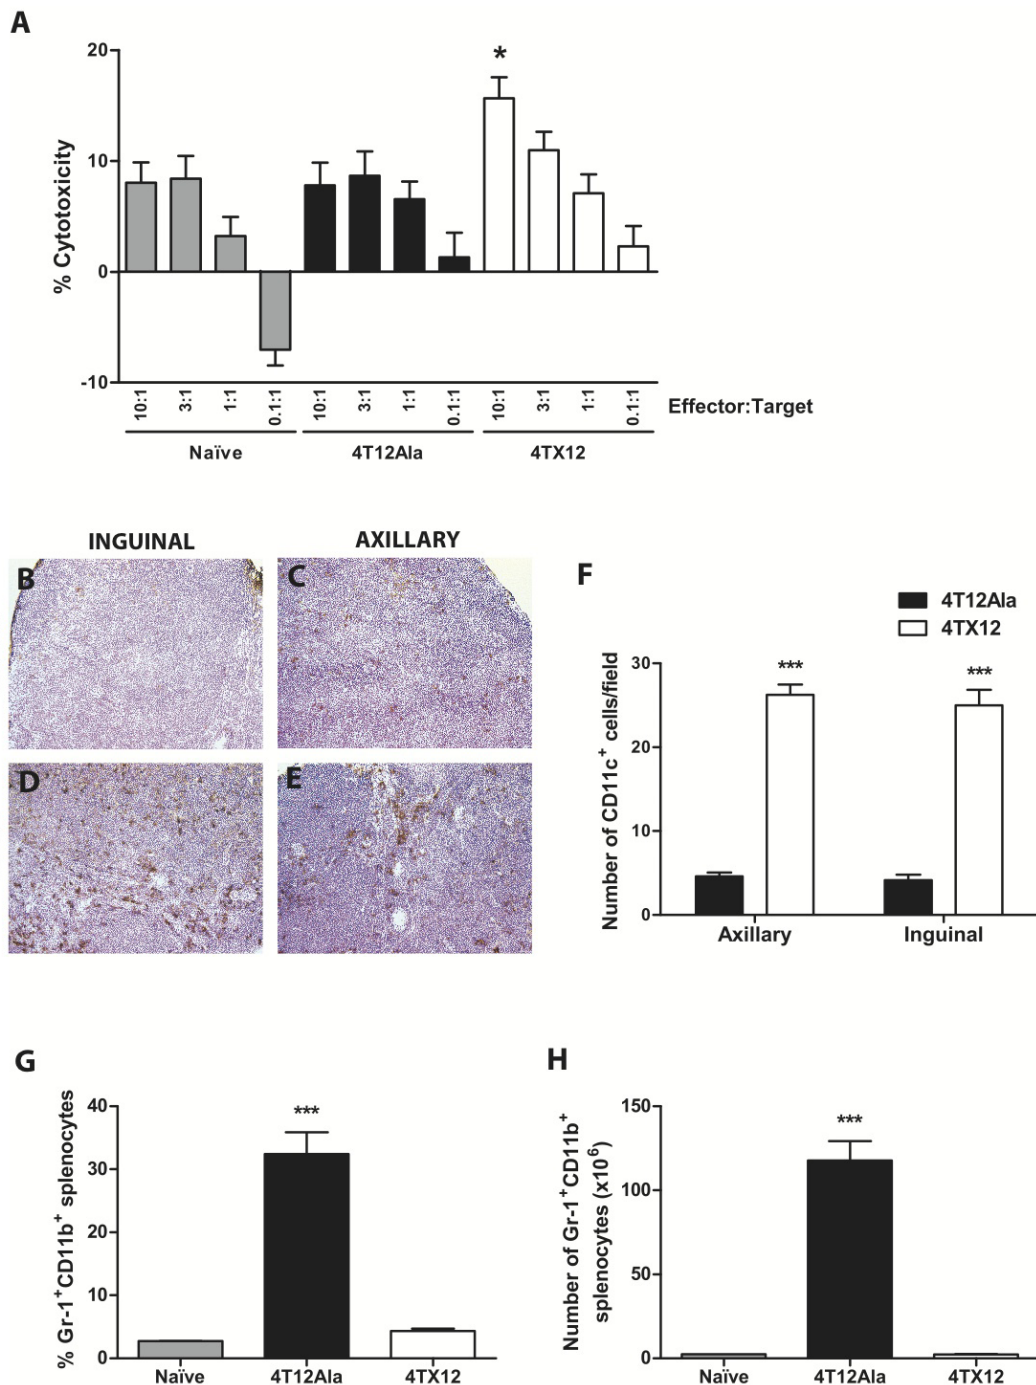 A
20
*
10
0
-10
% Cytotoxicity
10:1 3:1 1:1 0.1:1 10:1 3:1 1:1 0.1:1 10:1 3:1 1:1 0.1:1
Effector:Target
Naïve 4T12Ala 4TX12
INGUINAL AXILLARY
B C
D E
F
4T12Ala
4TX12
*** ***
30
20
10
0
Number of CD11c+ cells/field
Axillary Inguinal
G
% Gr-1+CD11b+ splenocytes
40
30
20
10
0
***
Naïve 4T12Ala 4TX12
H
Number of Gr-1+CD11b+
splenocytes (x10⁶)
150
100
50
0
***
Naïve 4T12Ala 4TX12